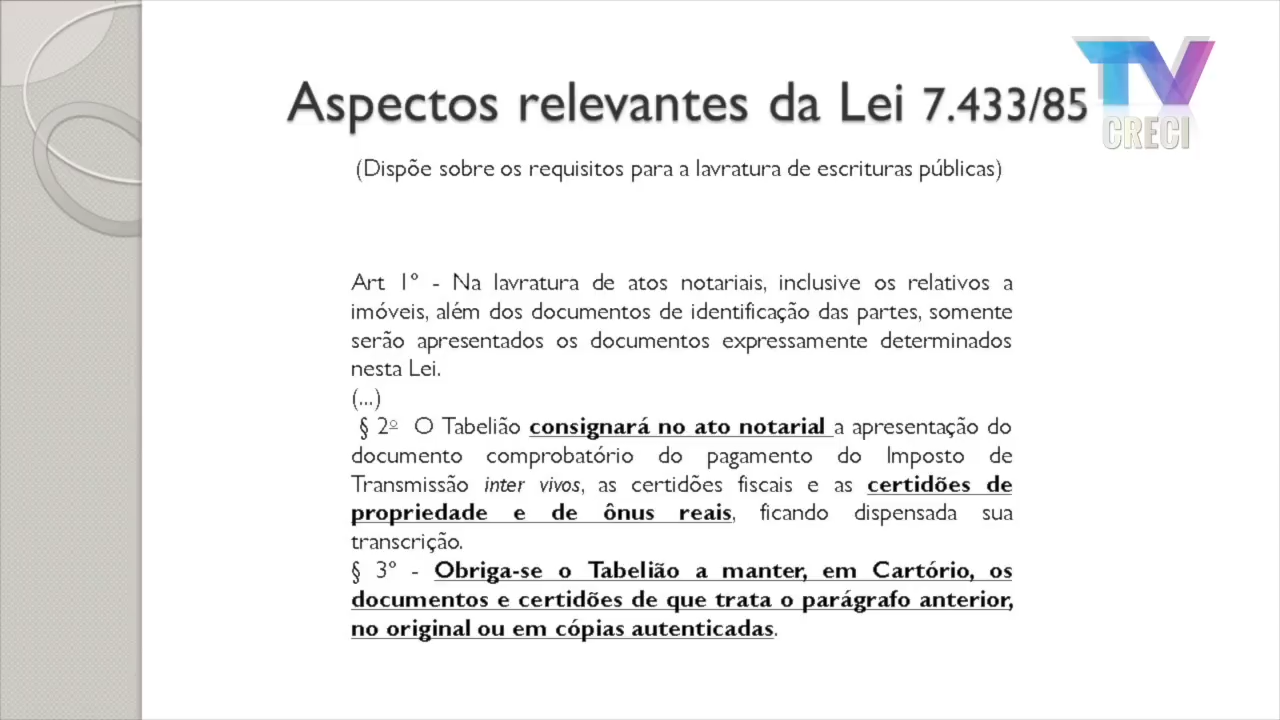 Aspectos relevantes da Lei 7.433/85
TV
CRECI
(Dispõe sobre os requisitos para a lavratura de escrituras públicas)
Art 1º - Na lavratura de atos notariais, inclusive os relativos a
imóveis, além dos documentos de identificação das partes, somente
serão apresentados os documentos expressamente determinados
nesta Lei.
(...)
§ 2º O Tabelião consignará no ato notarial a apresentação do
documento comprobatório do pagamento do Imposto de
Transmissão inter vivos, as certidões fiscais e as certidões de
propriedade e de ônus reais, ficando dispensada sua
transcrição.
§ 3º - Obriga-se o Tabelião a manter, em Cartório, os
documentos e certidões de que trata o parágrafo anterior,
no original ou em cópias autenticadas.